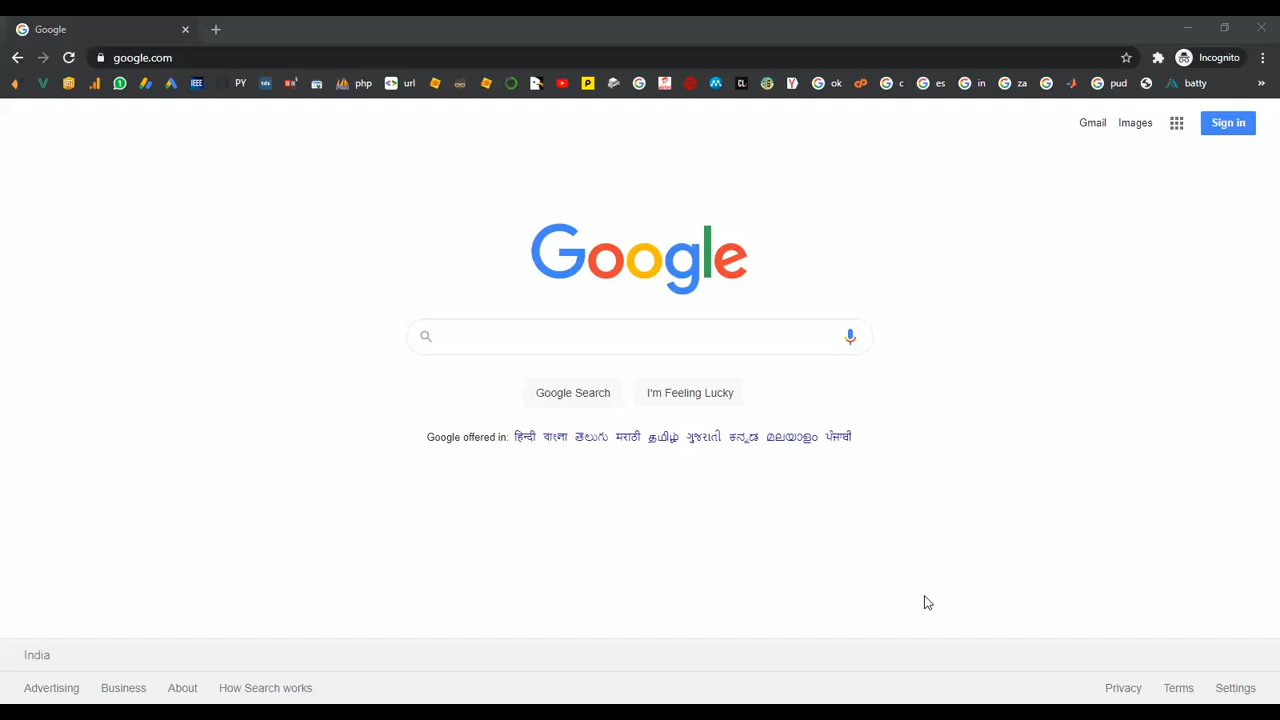 Google
google.com
Incognito
PY
php
url
ok
c
es
in
za
pud
batty
Gmail Images Sign in
Google
Google Search I'm Feeling Lucky
Google offered in: हिन्दी বাংলা తెలుగు मराठी தமிழ் ગુજરાતી ಕನ್ನಡ മലയാളം ਪੰਜਾਬੀ
India
Advertising Business About How Search works Privacy Terms Settings